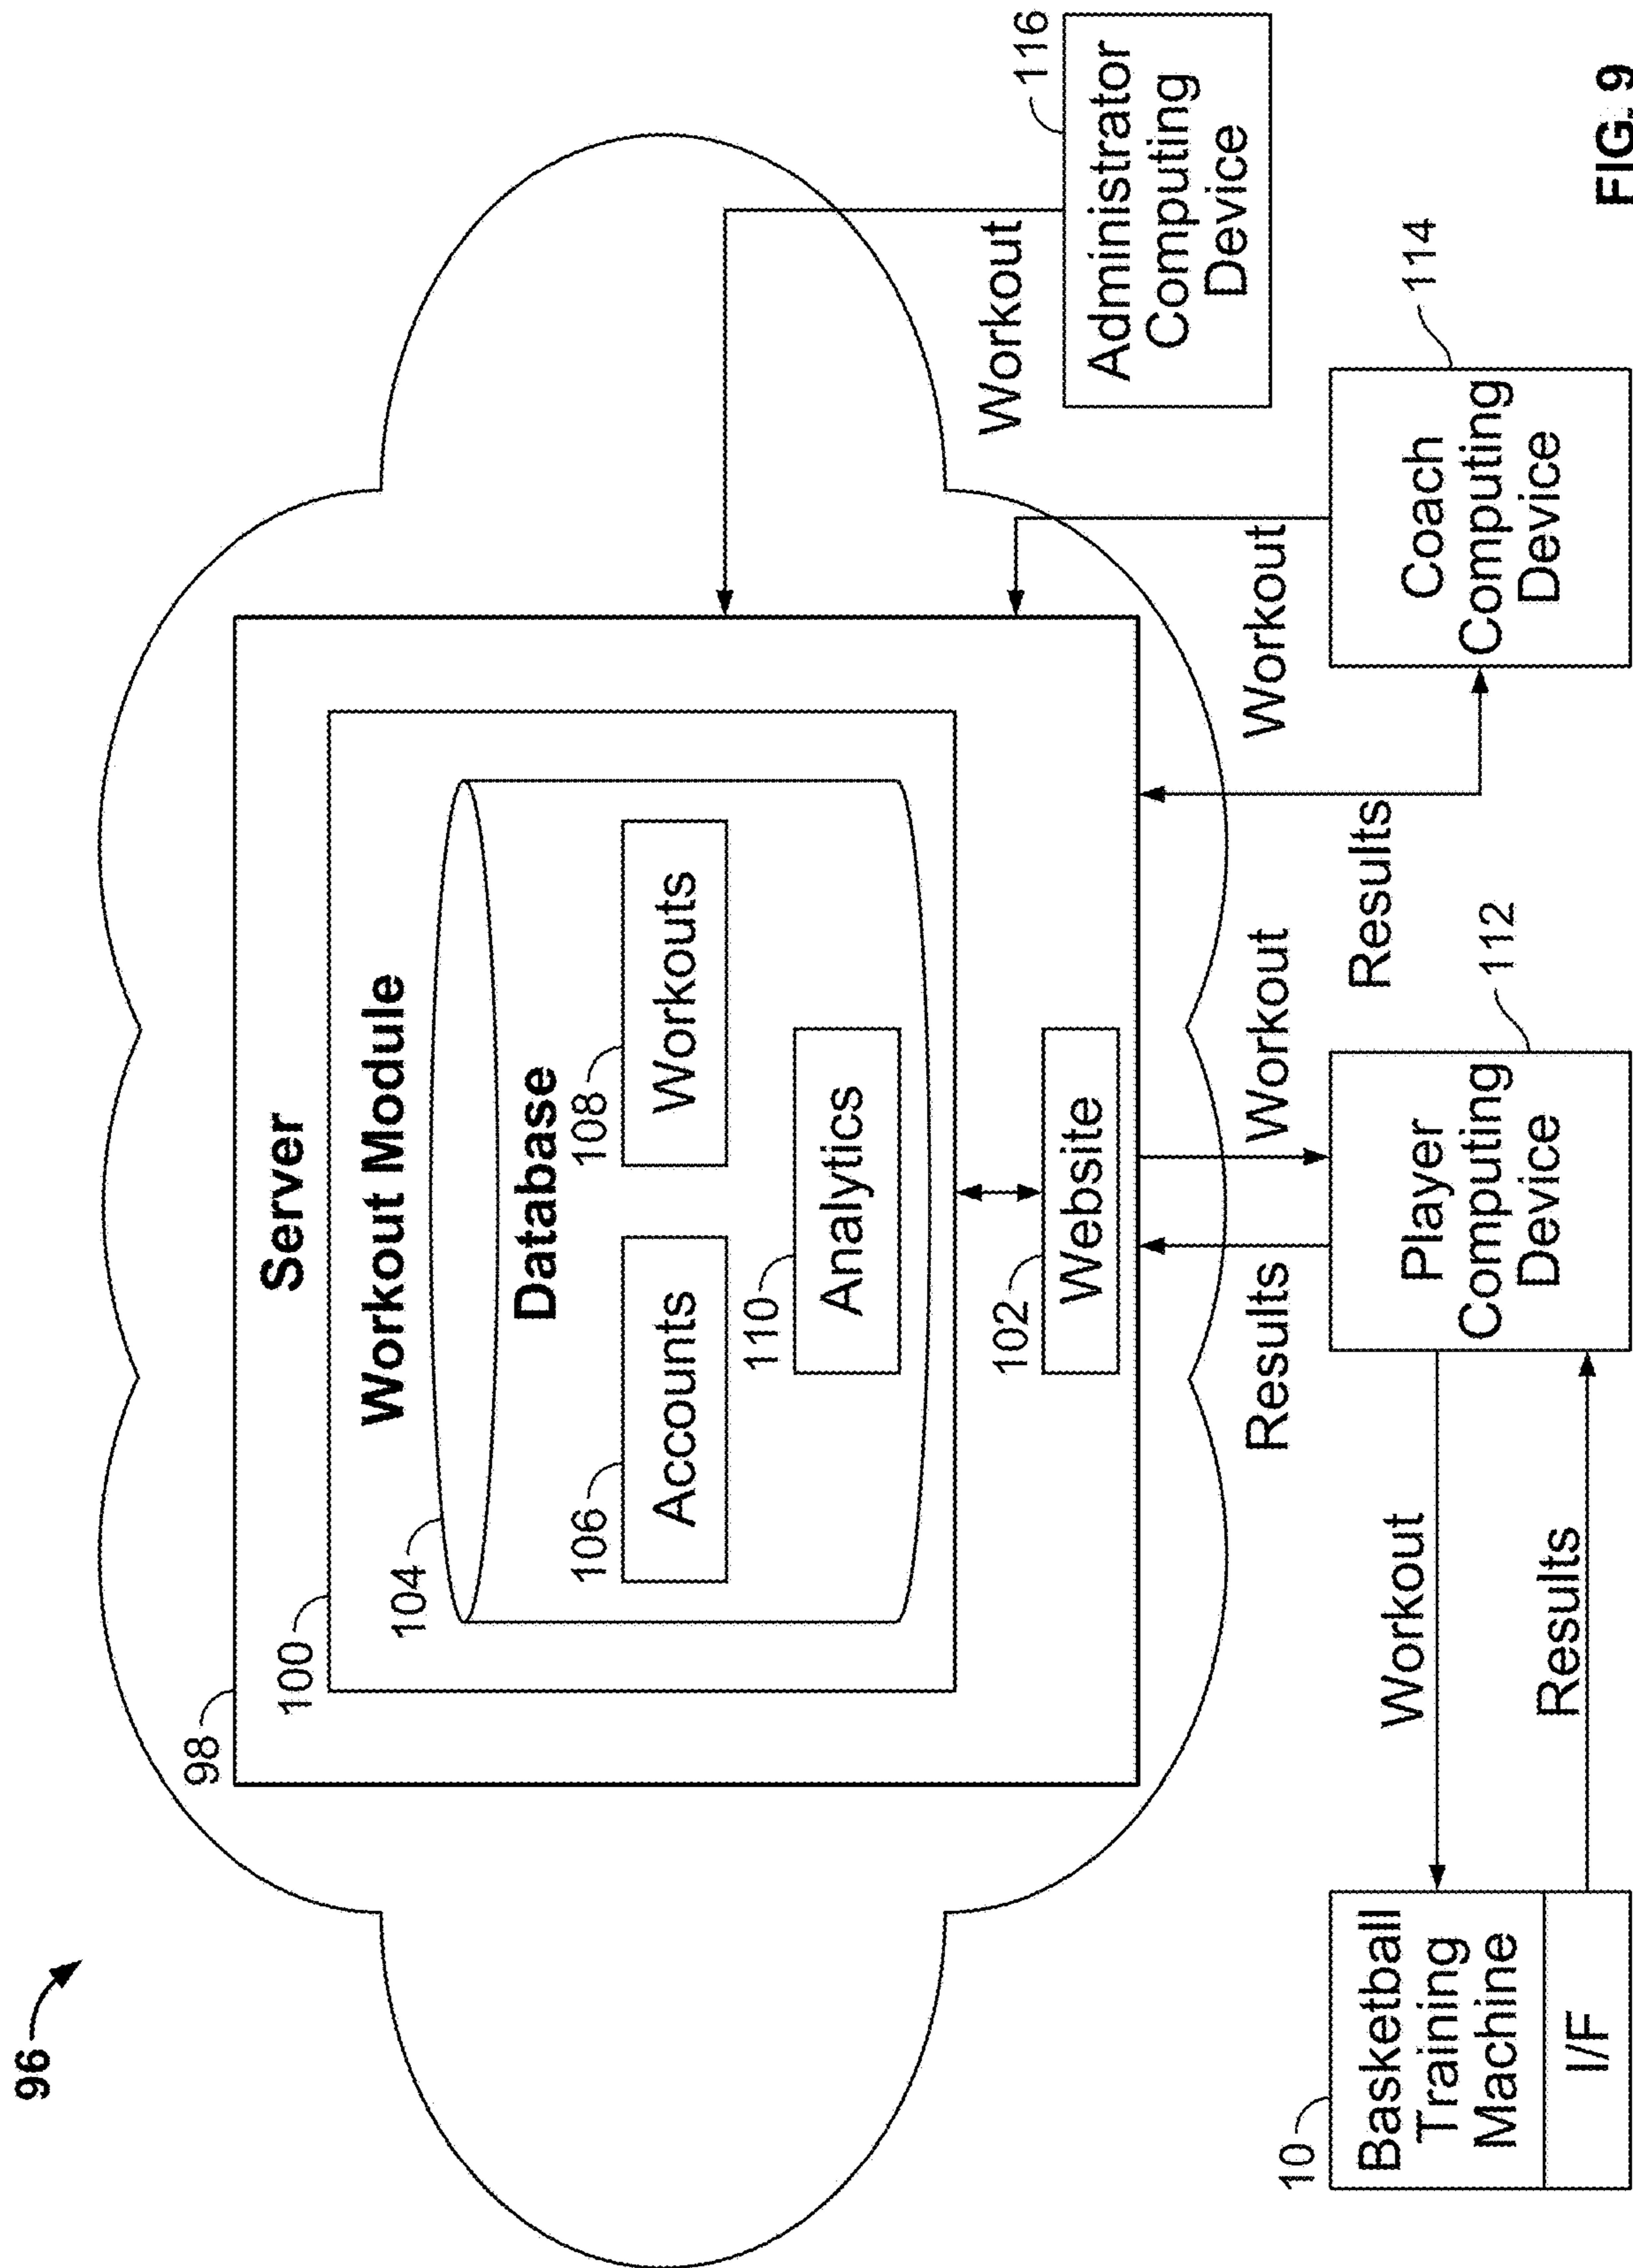 96
98
Server
100
Workout Module
104
Database
106
Accounts
108
Workouts
110
Analytics
102
Website
Workout
116
Administrator
Computing
Device
Workout
114
Coach
Computing
Device
Results
Results
Workout
112
Player
Computing
Device
Workout
Results
10
Basketball
Training
Machine
I/F
FIG. 9